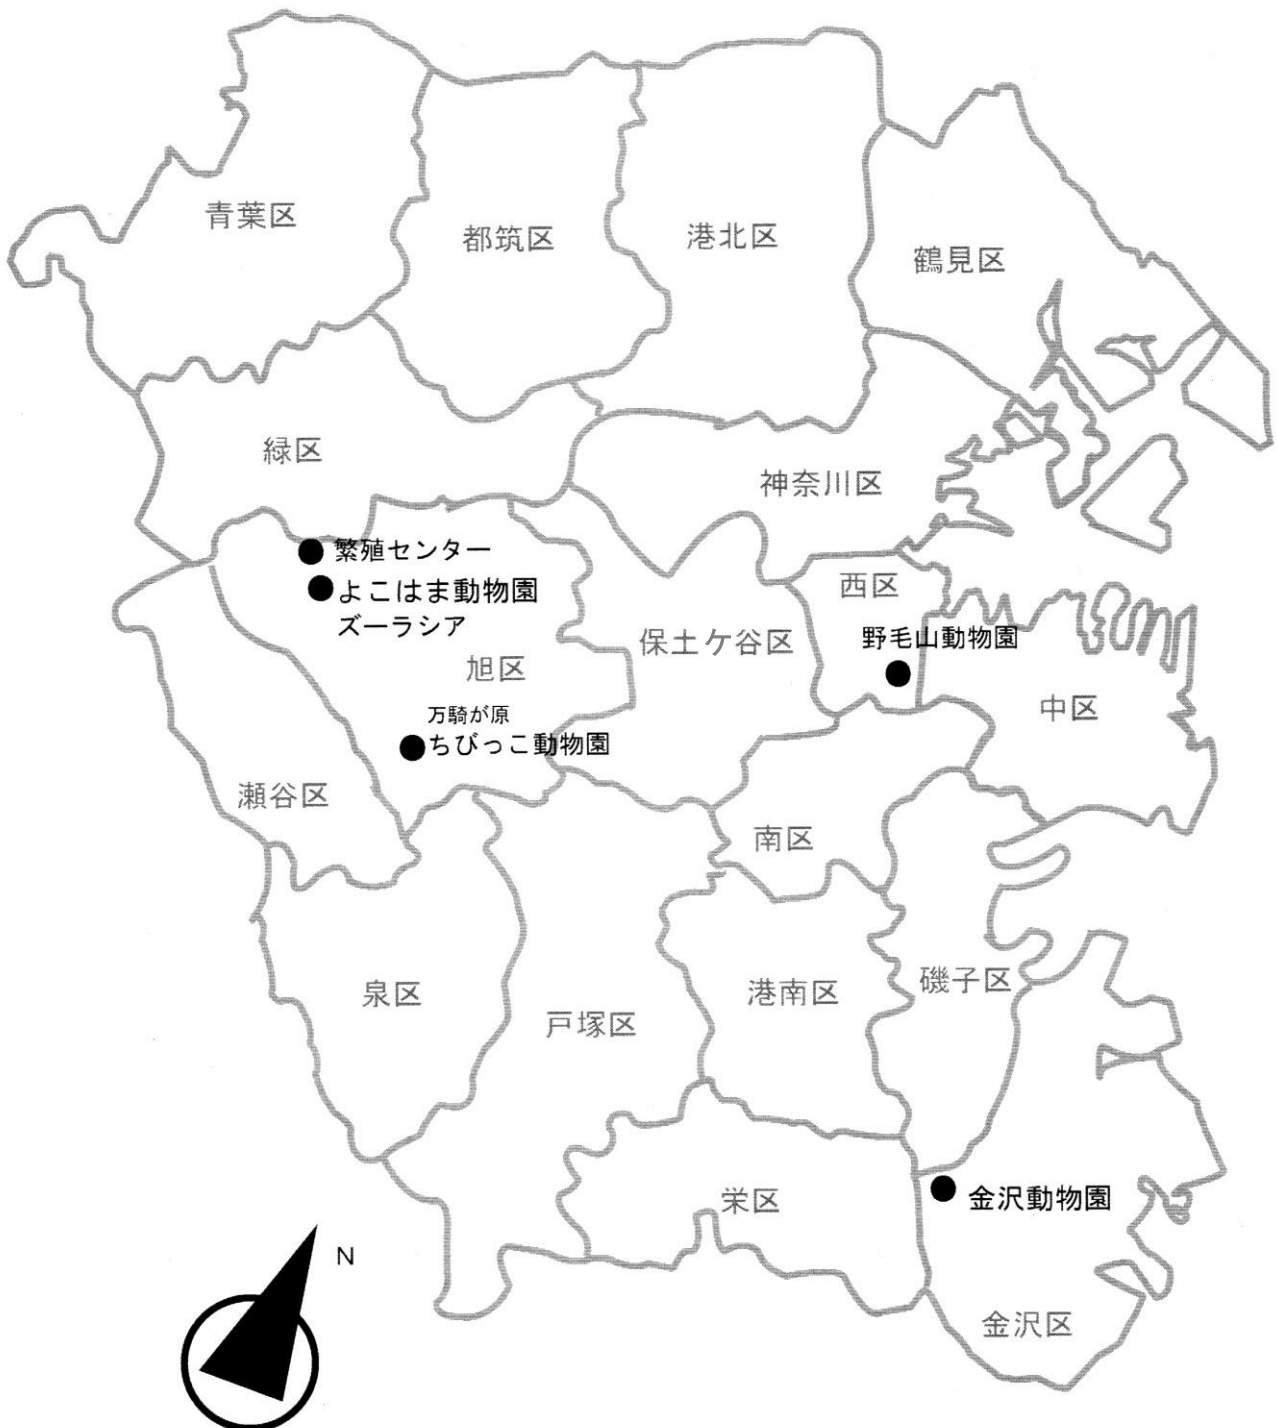 青葉区
都筑区
港北区
鶴見区
緑区
神奈川区
繁殖センター
よこはま動物園
ズーラシア
西区
野毛山動物園
保土ケ谷区
旭区
中区
万騎が原
ちびっこ動物園
瀬谷区
南区
泉区
戸塚区
港南区
磯子区
栄区
金沢動物園
N
金沢区